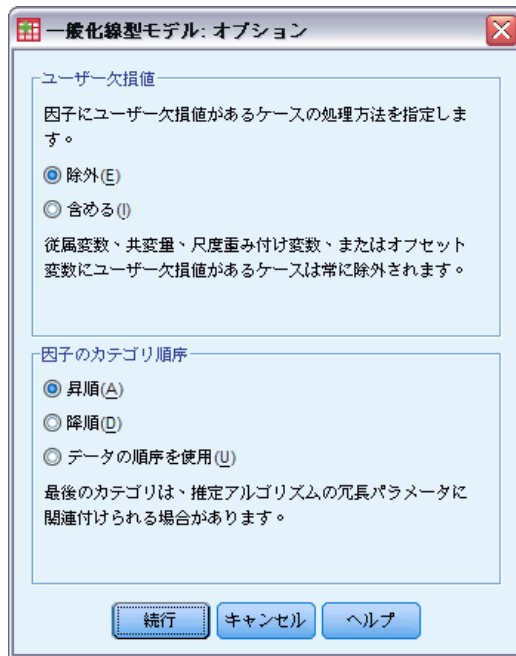 一般化線型モデル: オプション
ユーザー欠損値
因子にユーザー欠損値があるケースの処理方法を指定しま
す。
除外(E)
含める(I)
従属変数、共変量、尺度重み付け変数、またはオフセット
変数にユーザー欠損値があるケースは常に除外されます。
因子のカテゴリ順序
昇順(A)
降順(D)
データの順序を使用(U)
最後のカテゴリは、推定アルゴリズムの冗長パラメータに
関連付けられる場合があります。
続行 キャンセル ヘルプ